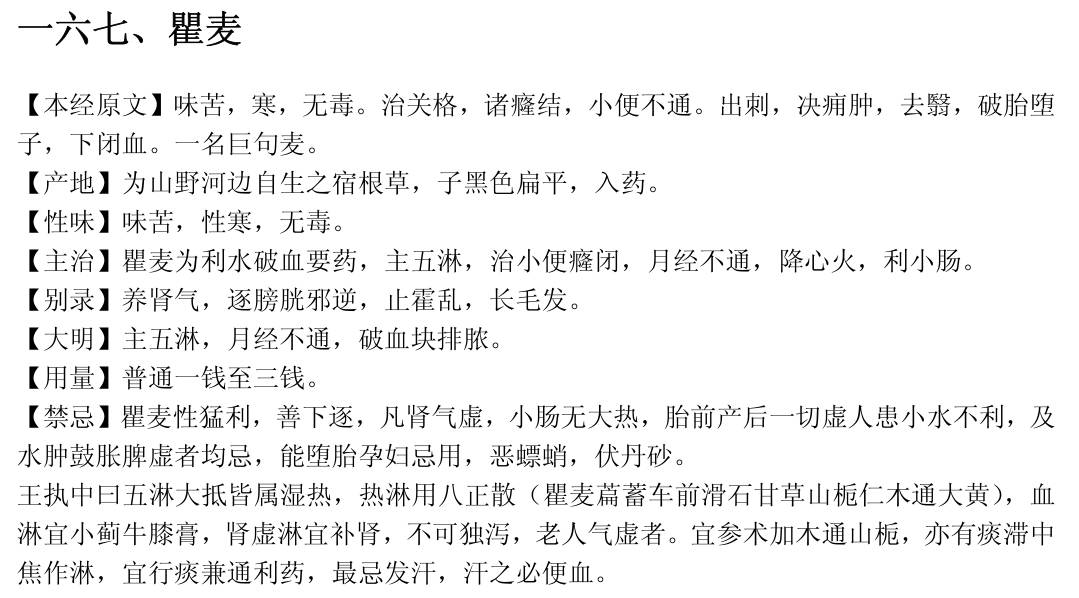 一六七、瞿麦
【本经原文】味苦，寒，无毒。治关格，诸癃结，小便不通。出刺，决痈肿，去翳，破胎堕
子，下闭血。一名巨句麦。
【产地】为山野河边自生之宿根草，子黑色扁平，入药。
【性味】味苦，性寒，无毒。
【主治】瞿麦为利水破血要药，主五淋，治小便癃闭，月经不通，降心火，利小肠。
【别录】养肾气，逐膀胱邪逆，止霍乱，长毛发。
【大明】主五淋，月经不通，破血块排脓。
【用量】普通一钱至三钱。
【禁忌】瞿麦性猛利，善下逐，凡肾气虚，小肠无大热，胎前产后一切虚人患小水不利，及
水肿鼓胀脾虚者均忌，能堕胎孕妇忌用，恶螵蛸，伏丹砂。
王执中曰五淋大抵皆属湿热，热淋用八正散（瞿麦萹蓄车前滑石甘草山栀仁木通大黄），血
淋宜小蓟牛膝膏，肾虚淋宜补肾，不可独泻，老人气虚者。宜参术加木通山栀，亦有痰滞中
焦作淋，宜行痰兼通利药，最忌发汗，汗之必便血。